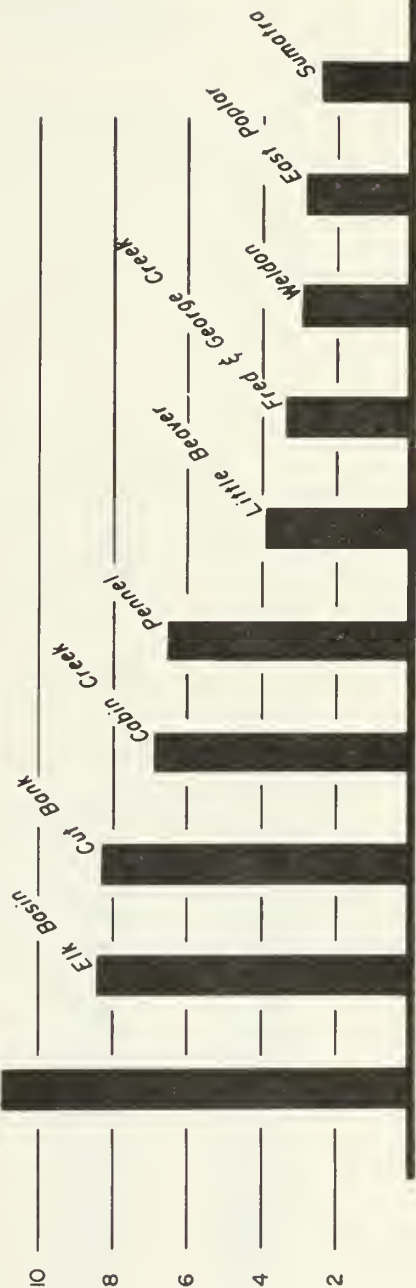 10
8
6
4
2
Elk Basin
Cut Bank
Cabin Creek
Pennel
Little Beaver
Fred & George Creek
Weldon
East Poplar
Sumatra